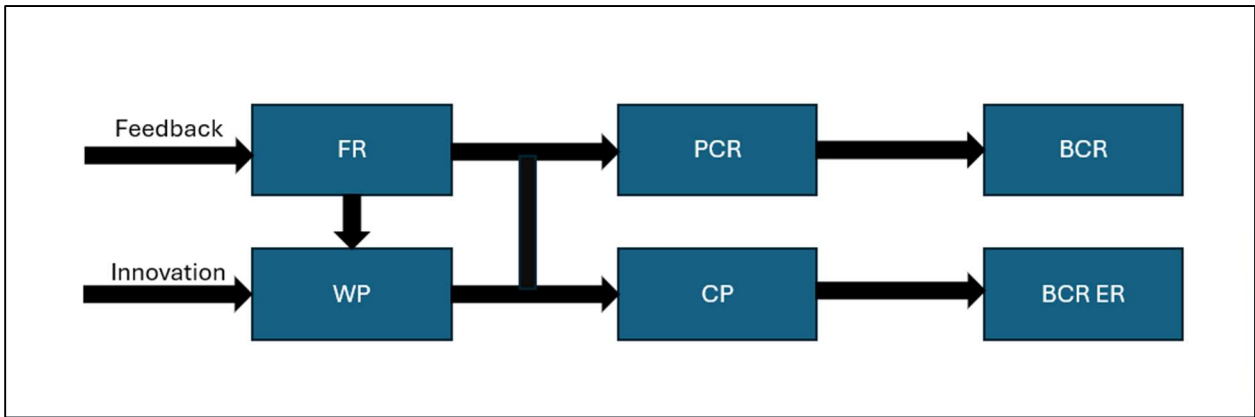 Feedback
FR
PCR
BCR
Innovation
WP
CP
BCR ER